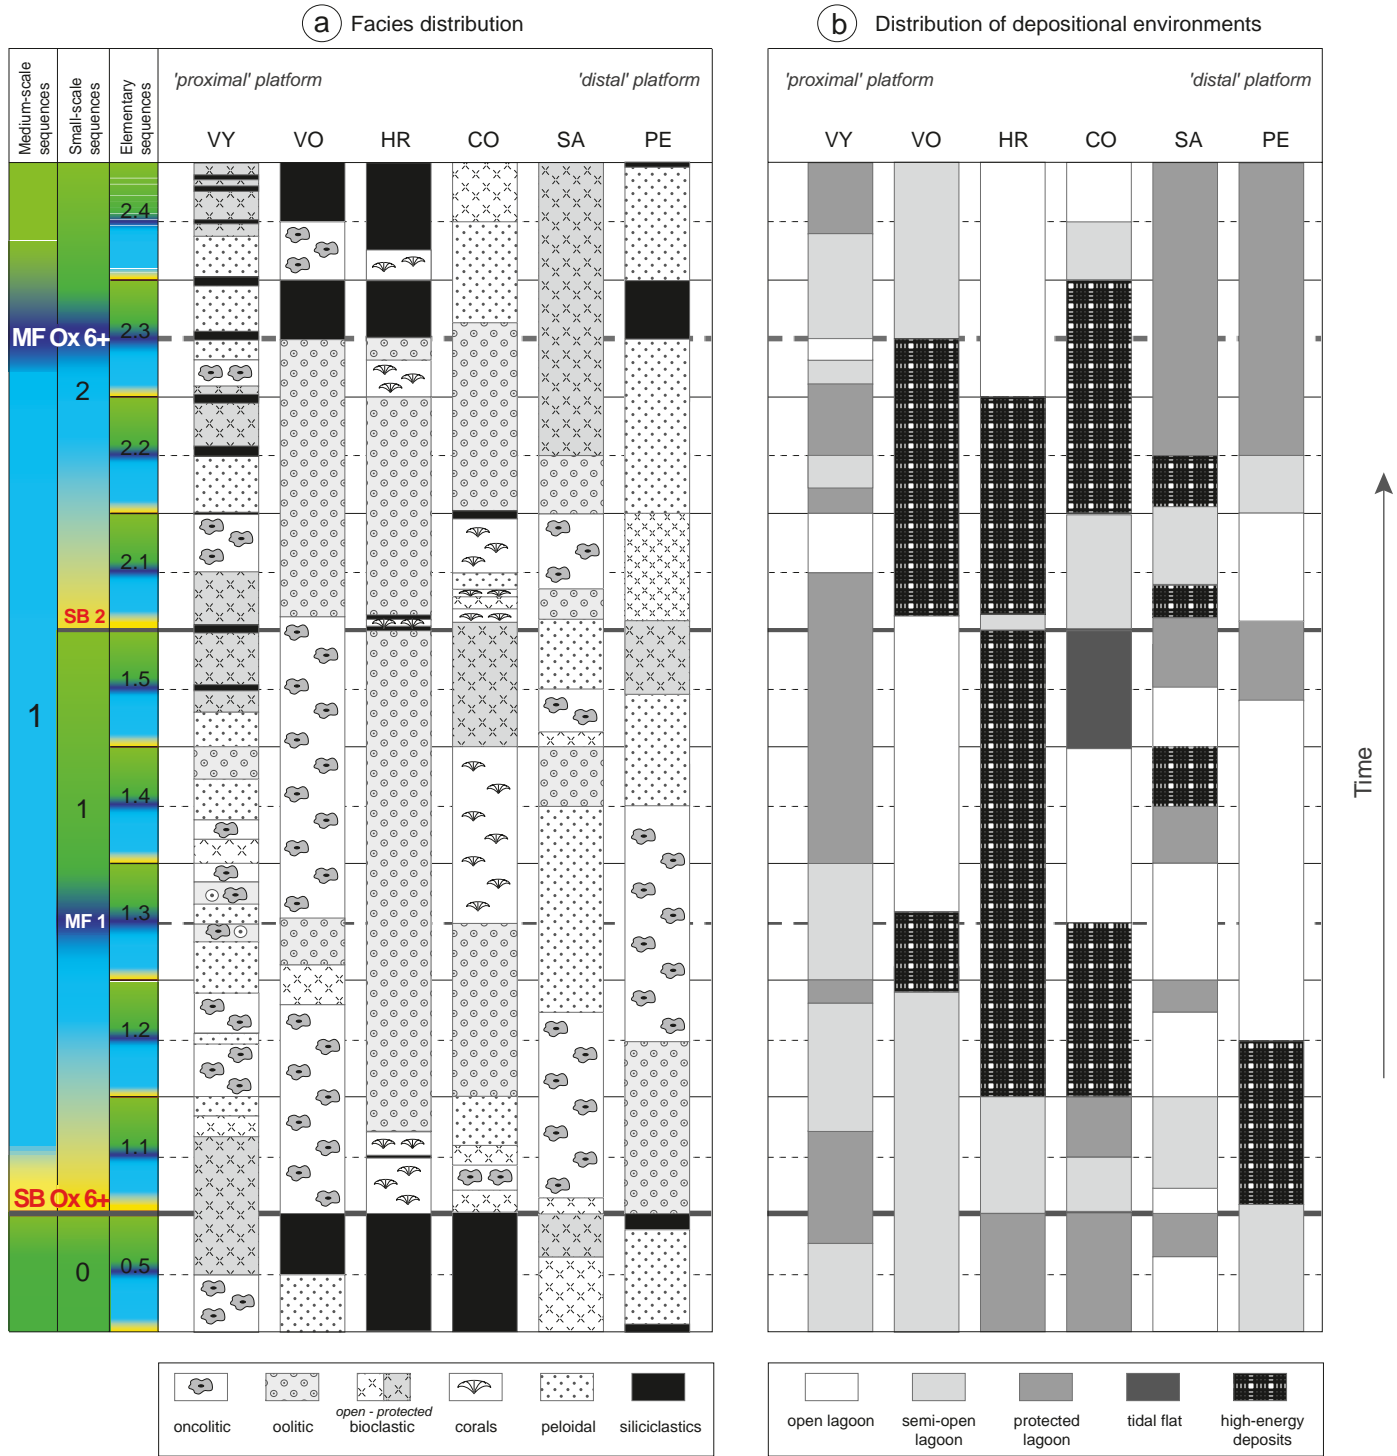 a Facies distribution
b Distribution of depositional environments
Medium-scale
sequences
Small-scale
sequences
Elementary
sequences
'proximal' platform
'distal' platform
VY VO HR CO SA PE
'proximal' platform
'distal' platform
VY VO HR CO SA PE
2.4
MF Ox 6+
2.3
2
2.2
2.1
SB 2
1.5
1
1.4
1
MF 1
1.3
1.2
1.1
SB Ox 6+
0.5
0
Time
oncolitic
oolitic
open - protected
bioclastic
corals
peloidal
siliciclastics
open lagoon
semi-open
lagoon
protected
lagoon
tidal flat
high-energy
deposits